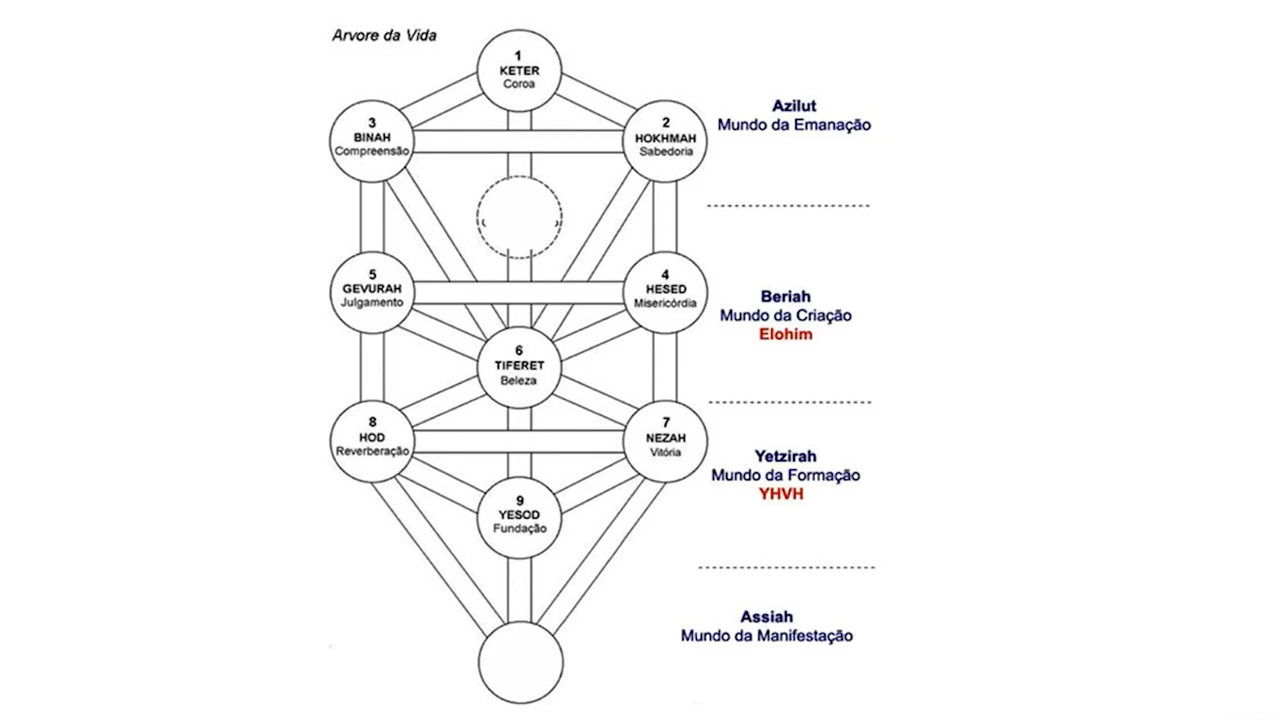 Arvore da Vida
1
KETER
Coroa
3
BINAH
Compreensão
2
HOKHMAH
Sabedoria
Azilut
Mundo da Emanação
5
GEVURAH
Julgamento
4
HESED
Misericórdia
Beriah
Mundo da Criação
Elohim
6
TIFERET
Beleza
8
HOD
Reverberação
7
NEZAH
Vitória
Yetzirah
Mundo da Formação
YHVH
9
YESOD
Fundação
Assiah
Mundo da Manifestação